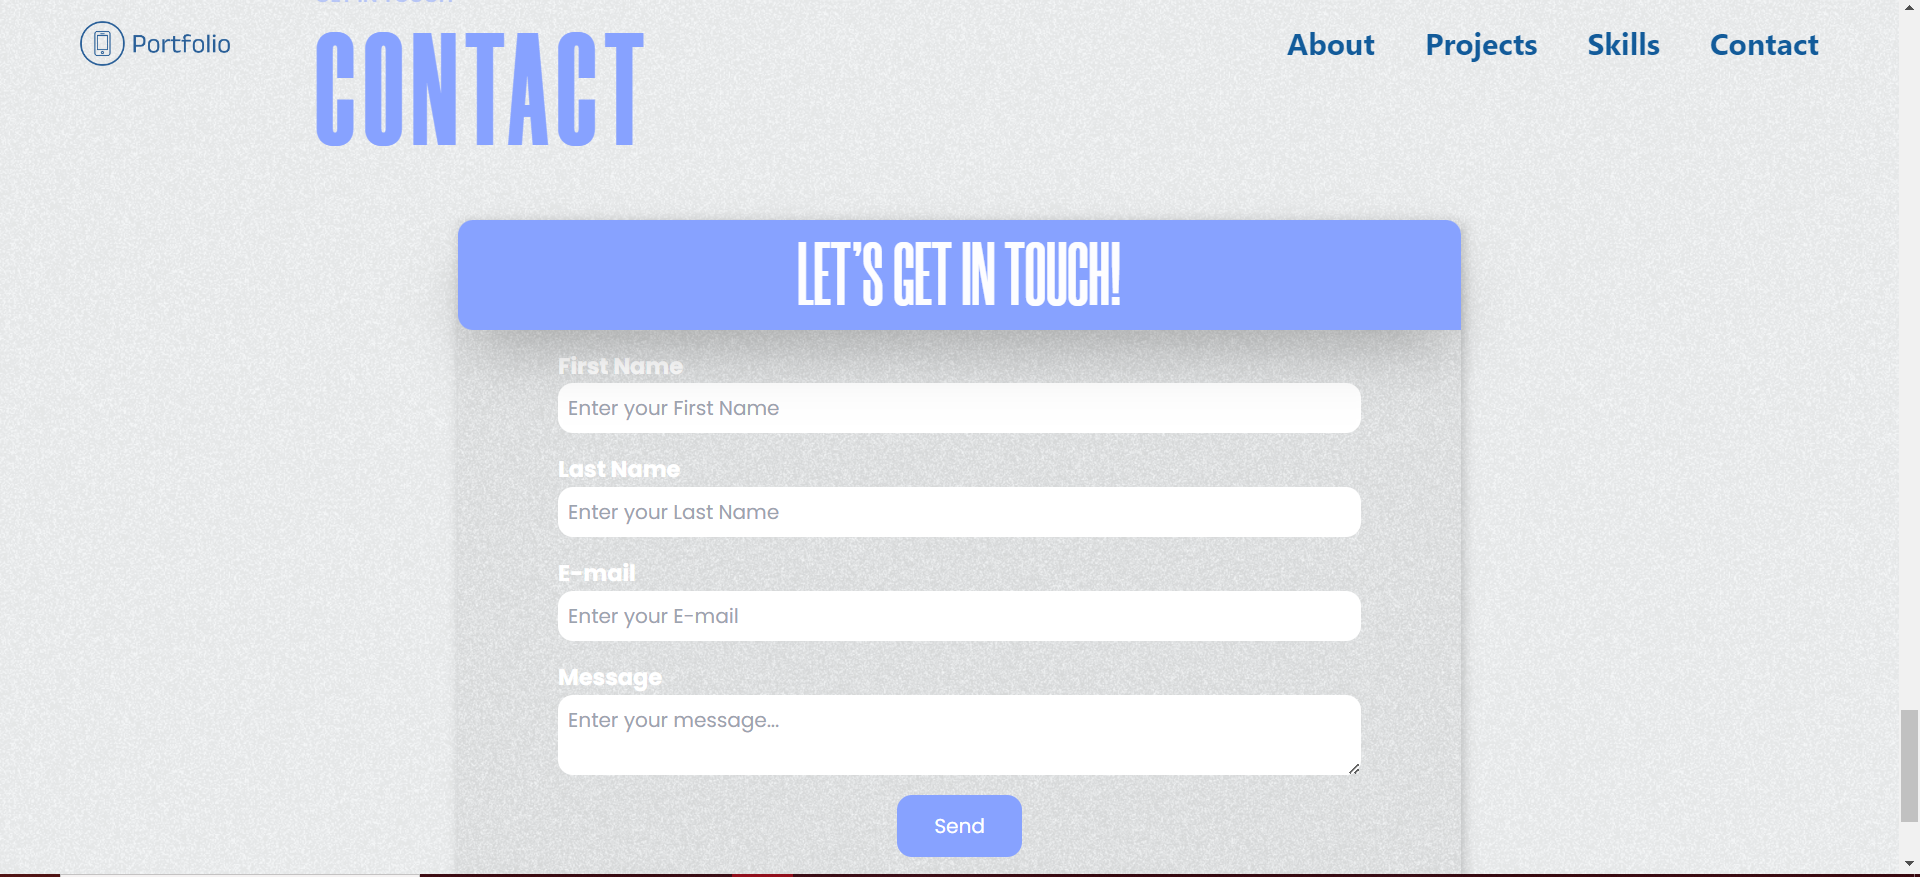 Portfolio
About Projects Skills Contact
CONTACT
LET'S GET IN TOUCH!
First Name
Enter your First Name
Last Name
Enter your Last Name
E-mail
Enter your E-mail
Message
Enter your message...
Send